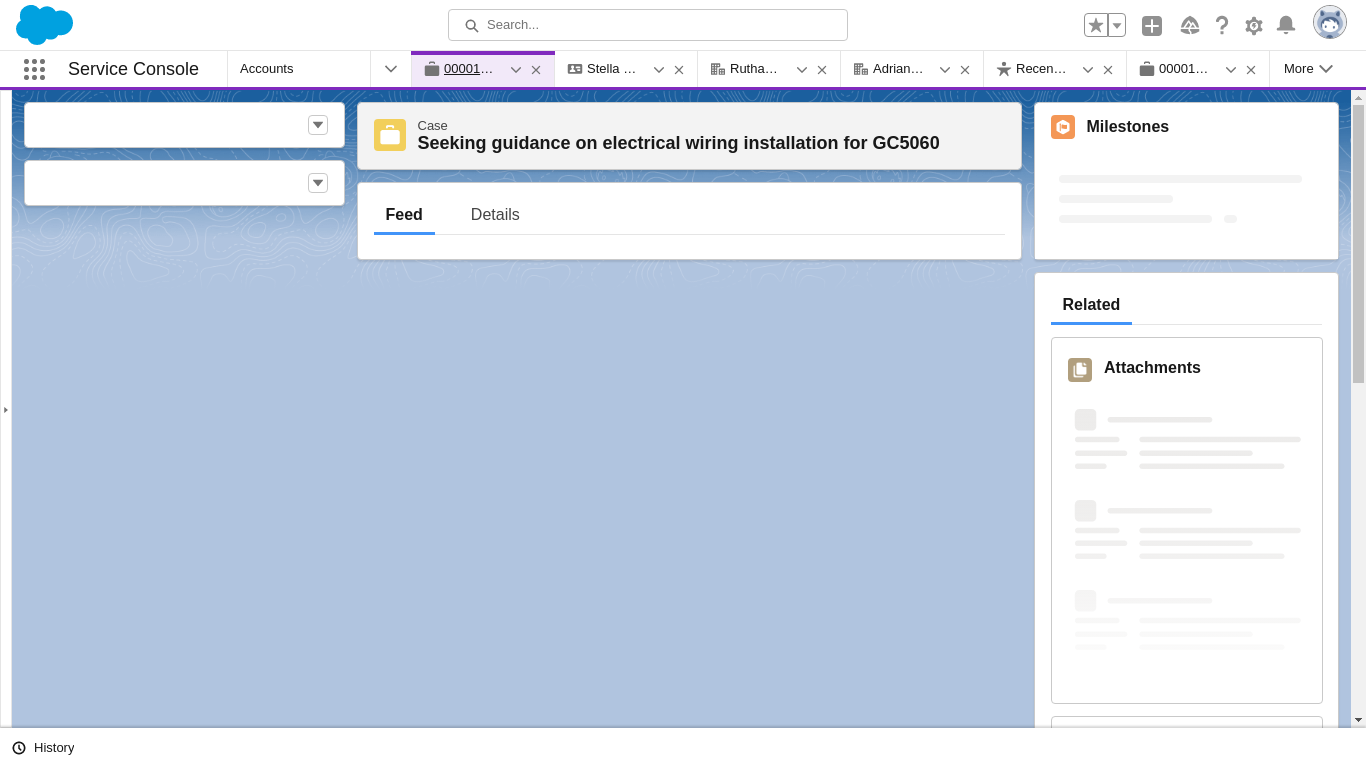 Search...
Service Console
Accounts
00001…
Stella …
Rutha…
Adrian…
Recen…
00001…
More
Case
Seeking guidance on electrical wiring installation for GC5060
Feed
Details
Milestones
Related
Attachments
History